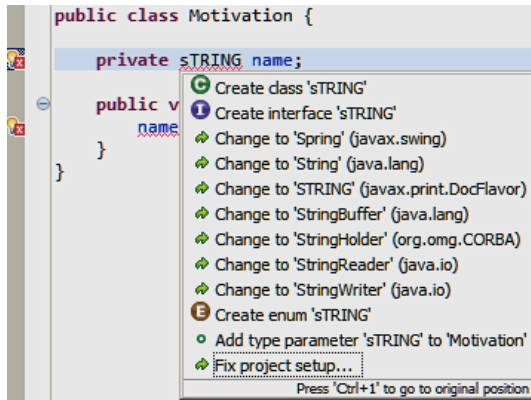 public class Motivation {
private sTRING name;
public v
name
}
}
Create class 'sTRING'
Create interface 'sTRING'
Change to 'Spring' (javax.swing)
Change to 'String' (java.lang)
Change to 'STRING' (javax.print.DocFlavor)
Change to 'StringBuffer' (java.lang)
Change to 'StringHolder' (org.omg.CORBA)
Change to 'StringReader' (java.io)
Change to 'StringWriter' (java.io)
Create enum 'sTRING'
Add type parameter 'sTRING' to 'Motivation'
Fix project setup...
Press 'Ctrl+1' to go to original position